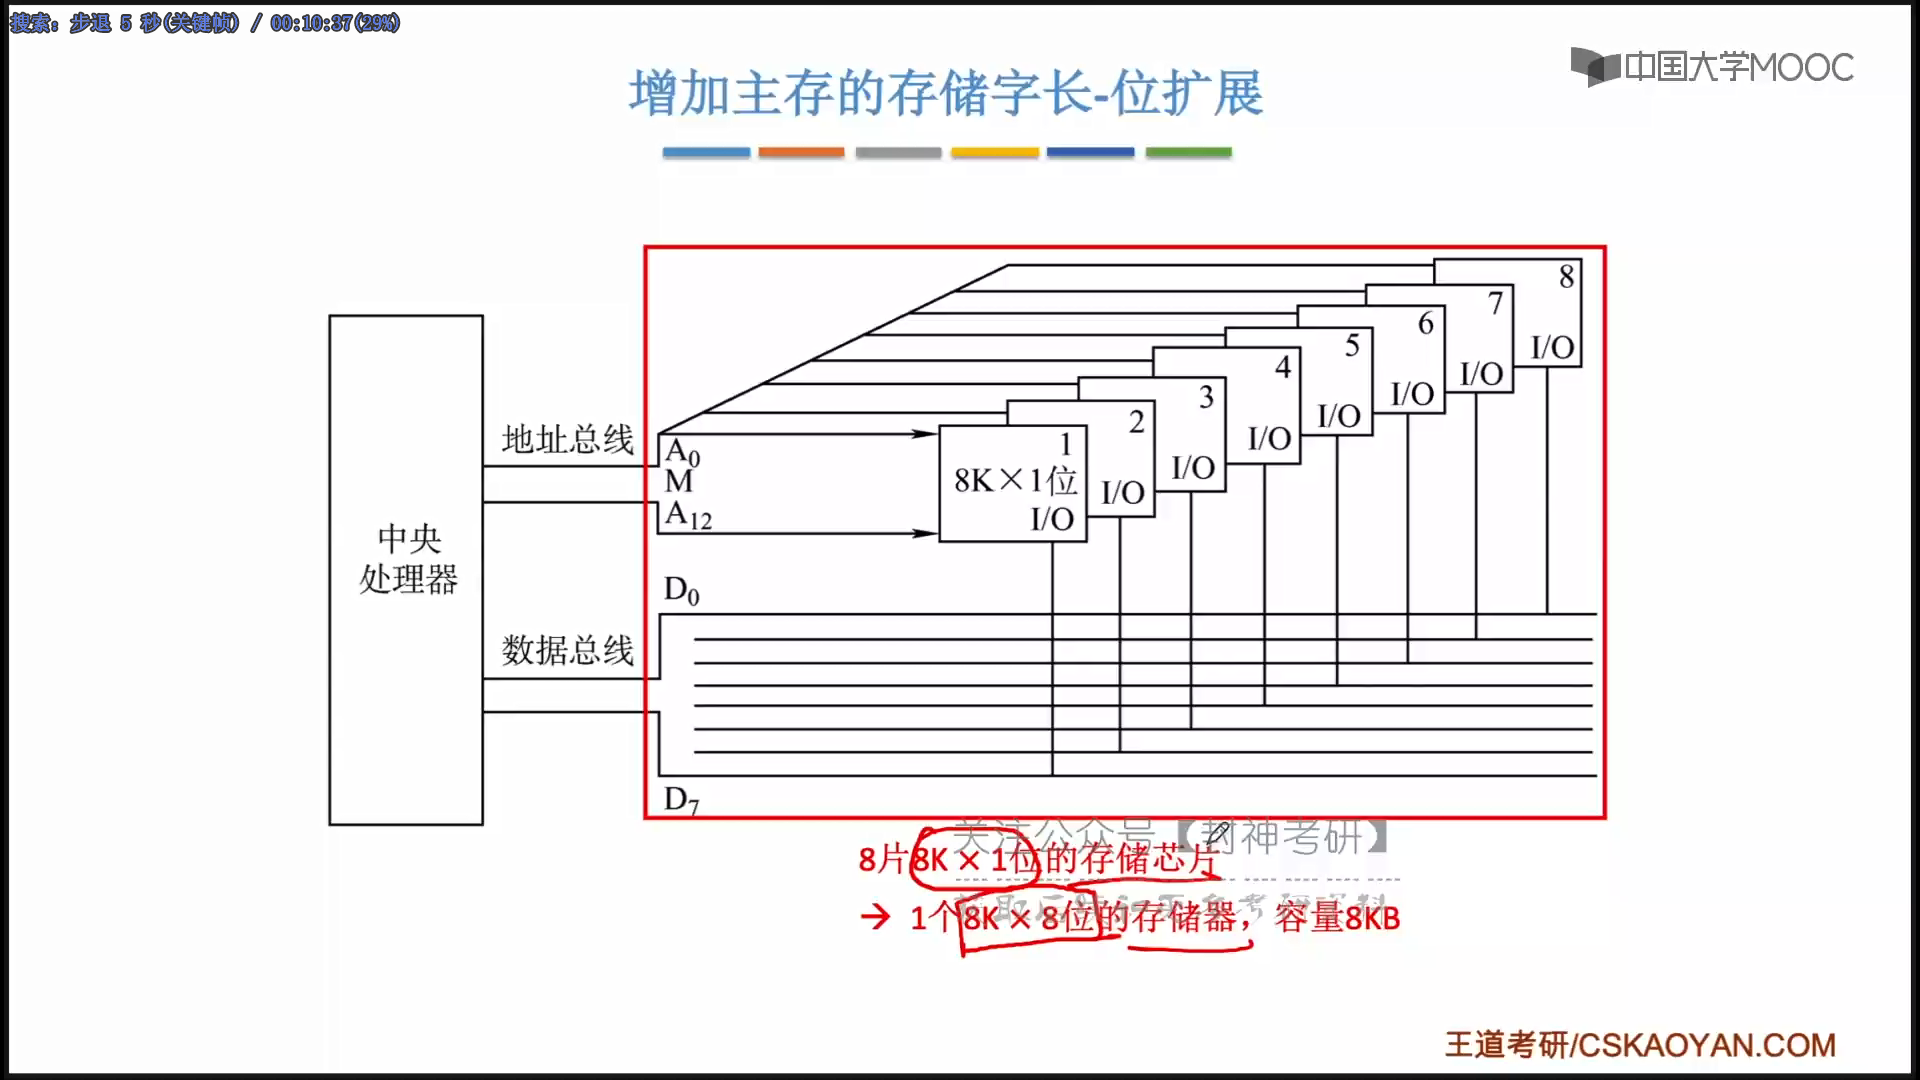 搜索: 步退 5 秒(关键帧) / 00:10:37(29%)
中国大学MOOC
增加主存的存储字长-位扩展
8
7
6
5
4
3
2
1
I/O
I/O
I/O
I/O
I/O
I/O
I/O
8K×1位
I/O
地址总线
A0
M
A12
中央
处理器
D0
数据总线
D7
关注公众号【封神考研】
8片8K × 1位的存储芯片
→ 1个8K × 8位的存储器，容量8KB
王道考研/CSKAOYAN.COM